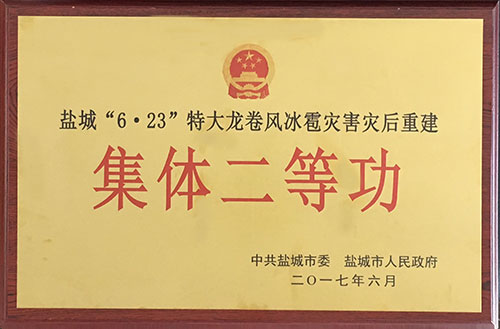 盐城“6·23”特大龙卷风冰雹灾害灾后重建
集体二等功
中共盐城市委 盐城市人民政府
二〇一七年六月